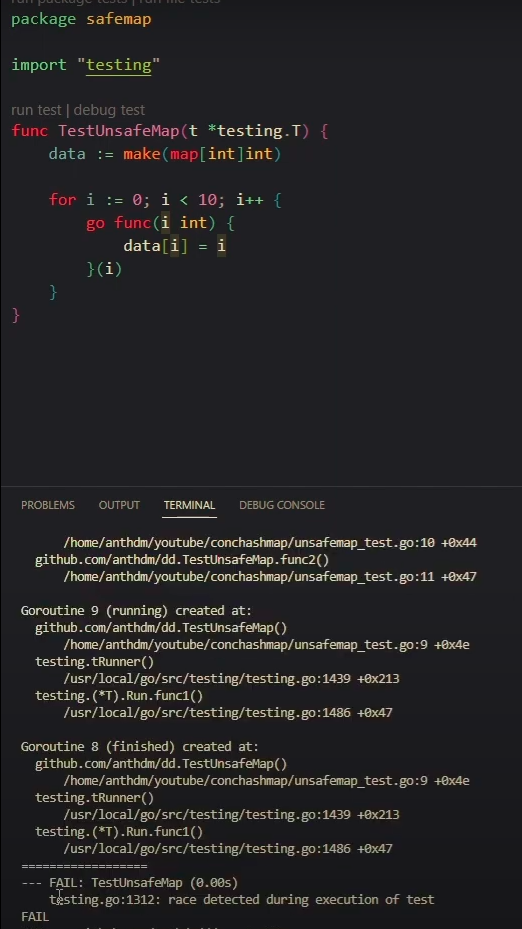 run package tests | run file tests
package safemap
import "testing"
run test | debug test
func TestUnsafeMap(t *testing.T) {
data := make(map[int]int)
for i := 0; i < 10; i++ {
go func(i int) {
data[i] = i
}(i)
}
}
PROBLEMS OUTPUT TERMINAL DEBUG CONSOLE
/home/anthdm/youtube/conchashmap/unsafemap_test.go:10 +0x44
github.com/anthdm/dd.TestUnsafeMap.func2()
/home/anthdm/youtube/conchashmap/unsafemap_test.go:11 +0x47
Goroutine 9 (running) created at:
github.com/anthdm/dd.TestUnsafeMap()
/home/anthdm/youtube/conchashmap/unsafemap_test.go:9 +0x4e
testing.tRunner()
/usr/local/go/src/testing/testing.go:1439 +0x213
testing.(*T).Run.func1()
/usr/local/go/src/testing/testing.go:1486 +0x47
Goroutine 8 (finished) created at:
github.com/anthdm/dd.TestUnsafeMap()
/home/anthdm/youtube/conchashmap/unsafemap_test.go:9 +0x4e
testing.tRunner()
/usr/local/go/src/testing/testing.go:1439 +0x213
testing.(*T).Run.func1()
/usr/local/go/src/testing/testing.go:1486 +0x47
==================
--- FAIL: TestUnsafeMap (0.00s)
testing.go:1312: race detected during execution of test
FAIL